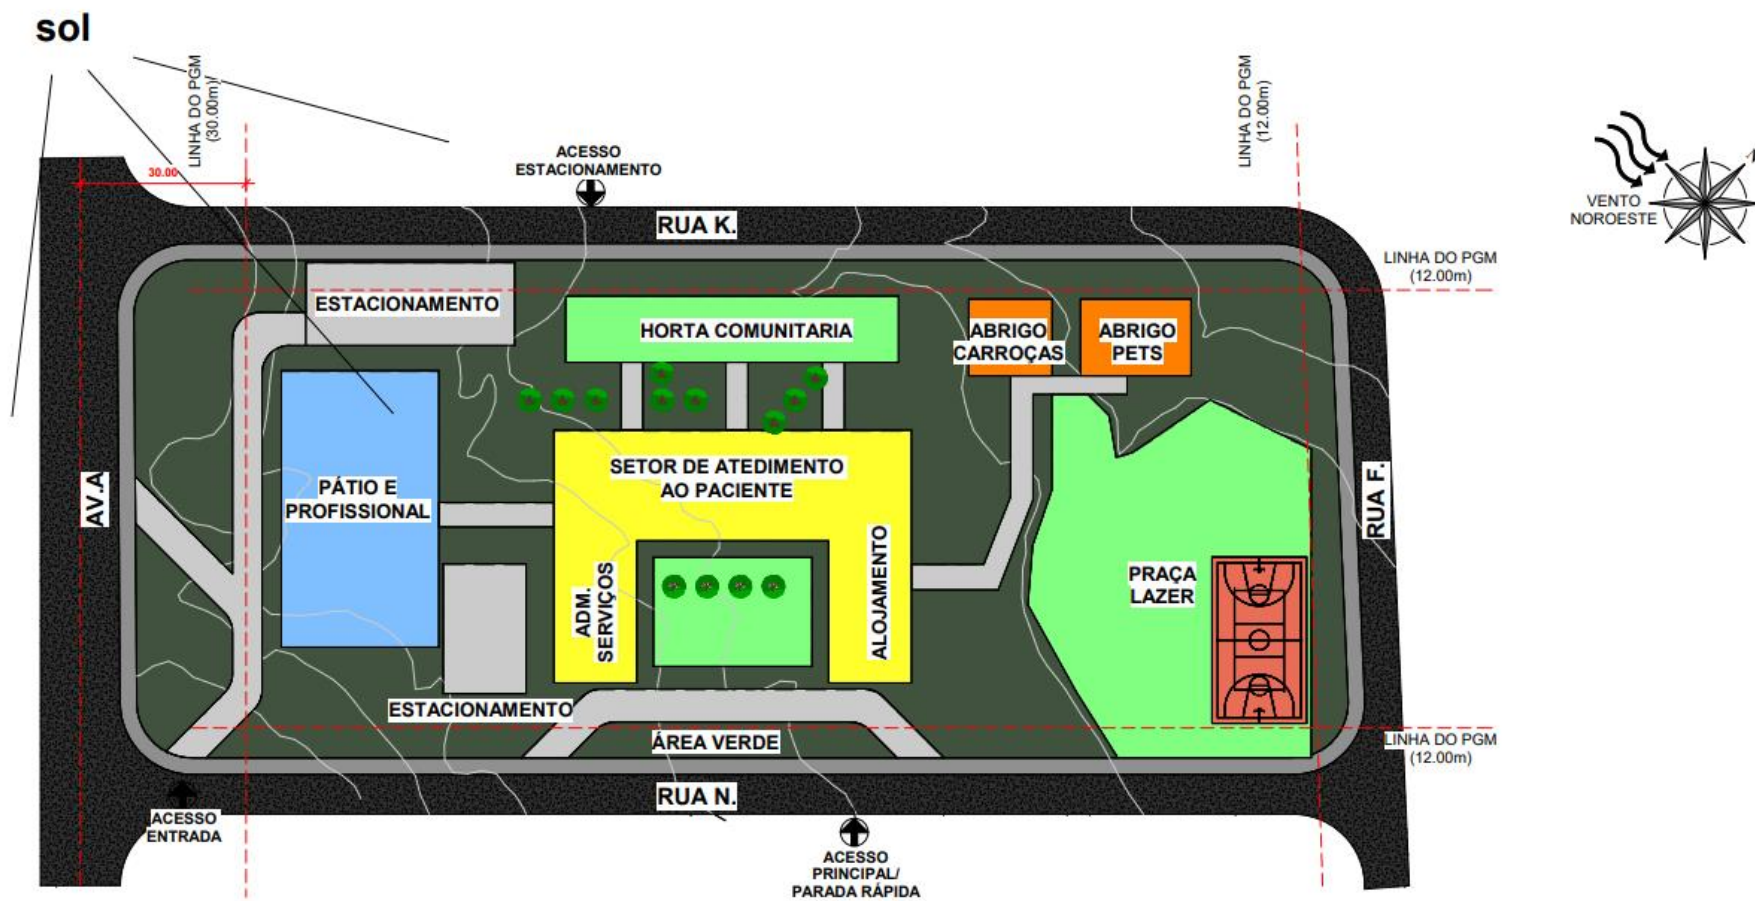 sol
LINHA DO PGM
(30.00m)
LINHA DO PGM
(12.00m)
30.00
ACESSO
ESTACIONAMENTO
VENTO
NOROESTE
RUA K.
LINHA DO PGM
(12.00m)
ESTACIONAMENTO
HORTA COMUNITARIA
ABRIGO
CARROÇAS
ABRIGO
PETS
SETOR DE ATEDIMENTO
AO PACIENTE
AV.A
PÁTIO E
PROFISSIONAL
RUA F.
ADM.
SERVIÇOS
ALOJAMENTO
PRAÇA
LAZER
ESTACIONAMENTO
ÁREA VERDE
LINHA DO PGM
(12.00m)
RUA N.
ACESSO
ENTRADA
ACESSO
PRINCIPAL/
PARADA RÁPIDA